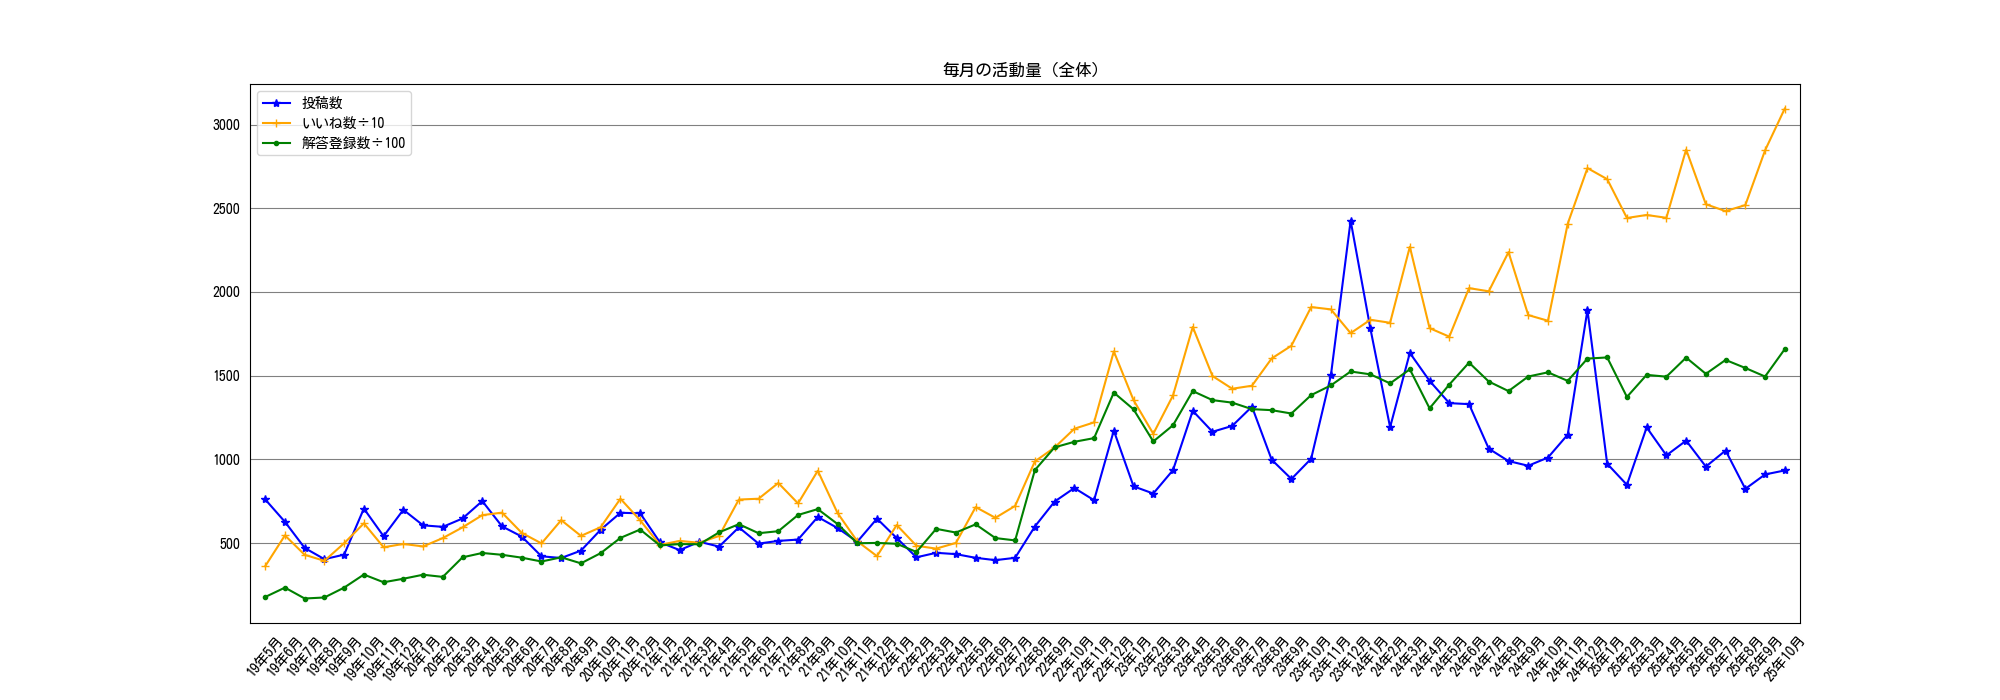 毎月の活動量（全体）
投稿数
いいね数÷10
解答登録数÷100
3000
2500
2000
1500
1000
500
19年5月
19年6月
19年7月
19年8月
19年9月
19年10月
19年11月
19年12月
20年1月
20年2月
20年3月
20年4月
20年5月
20年6月
20年7月
20年8月
20年9月
20年10月
20年11月
20年12月
21年1月
21年2月
21年3月
21年4月
21年5月
21年6月
21年7月
21年8月
21年9月
21年10月
21年11月
21年12月
22年1月
22年2月
22年3月
22年4月
22年5月
22年6月
22年7月
22年8月
22年9月
22年10月
22年11月
22年12月
23年1月
23年2月
23年3月
23年4月
23年5月
23年6月
23年7月
23年8月
23年9月
23年10月
23年11月
23年12月
24年1月
24年2月
24年3月
24年4月
24年5月
24年6月
24年7月
24年8月
24年9月
24年10月
24年11月
24年12月
25年1月
25年2月
25年3月
25年4月
25年5月
25年6月
25年7月
25年8月
25年9月
25年10月